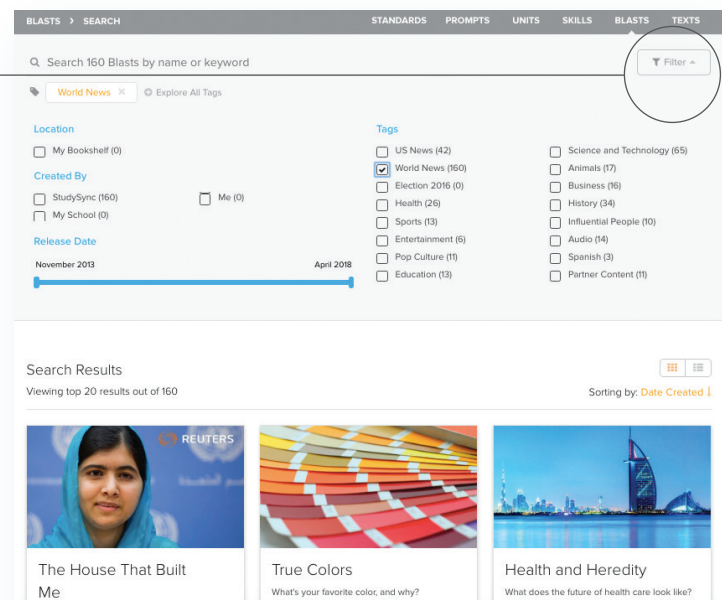 BLASTS > SEARCH
STANDARDS PROMPTS UNITS SKILLS BLASTS TEXTS
Search 160 Blasts by name or keyword
Filter
World News × Explore All Tags
Location
My Bookshelf (0)
Created By
StudySync (160) Me (0)
My School (0)
Release Date
November 2013 April 2018
Tags
US News (42)
World News (160)
Election 2016 (0)
Health (26)
Sports (13)
Entertainment (6)
Pop Culture (11)
Education (13)
Science and Technology (65)
Animals (17)
Business (16)
History (34)
Influential People (10)
Audio (14)
Spanish (3)
Partner Content (11)
Search Results
Viewing top 20 results out of 160
Sorting by: Date Created ↓
REUTERS
The House That Built
Me
True Colors
What's your favorite color, and why?
Health and Heredity
What does the future of health care look like?